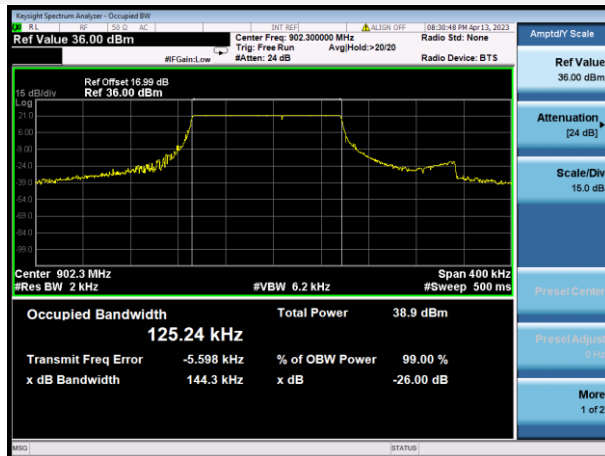 Keysight Spectrum Analyzer - Occupied BW
RL RF 50 Ω AC INT REF ALIGN OFF 08:30:48 PM Apr 13, 2023
Ref Value 36.00 dBm Center Freq: 902.300000 MHz Radio Std: None
Trig: Free Run Avg|Hold:>20/20
#IFGain:Low #Atten: 24 dB Radio Device: BTS
Ref Offset 16.99 dB
15 dB/div Ref 36.00 dBm
Log
21.0
6.00
-9.00
-24.0
-39.0
-54.0
-69.0
-84.0
-99.0
Center 902.3 MHz Span 400 kHz
#Res BW 2 kHz #VBW 6.2 kHz #Sweep 500 ms
Occupied Bandwidth Total Power 38.9 dBm
125.24 kHz
Transmit Freq Error -5.598 kHz % of OBW Power 99.00 %
x dB Bandwidth 144.3 kHz x dB -26.00 dB
MSG STATUS
Amptd/Y Scale
Ref Value
36.00 dBm
Attenuation
[24 dB]
Scale/Div
15.0 dB
Presel Center
Presel Adjust
0 Hz
More
1 of 2